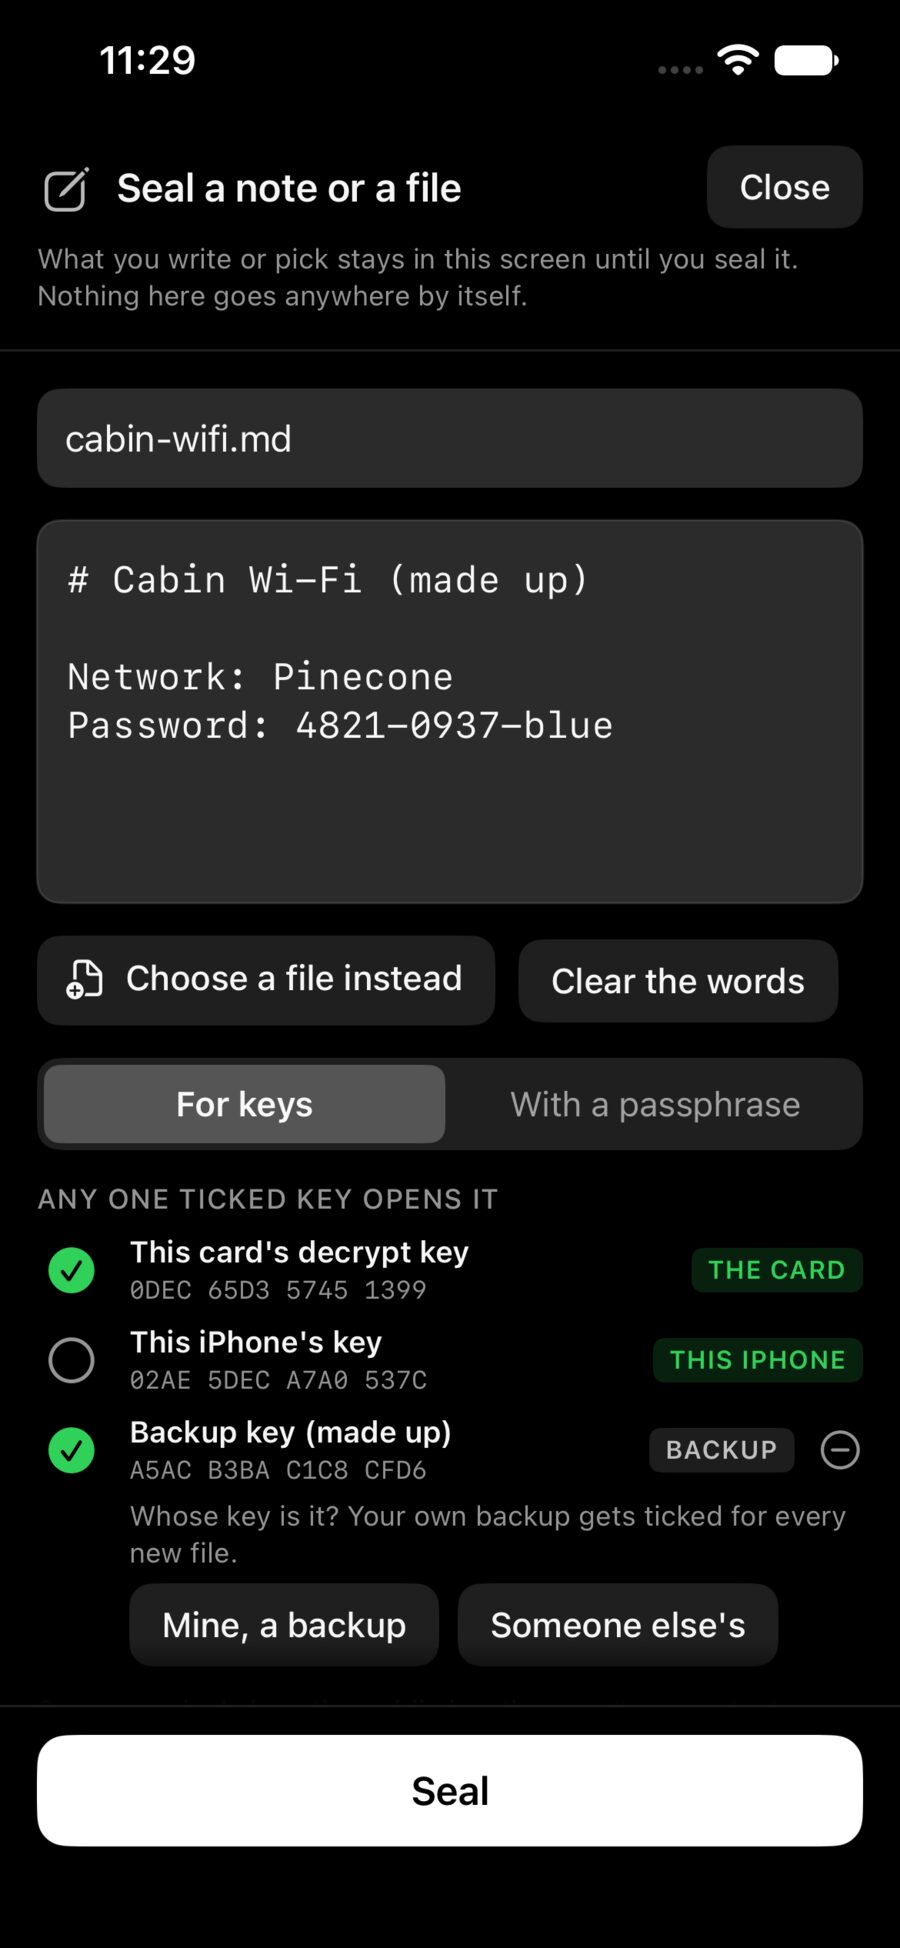 11:29
Seal a note or a file
Close
What you write or pick stays in this screen until you seal it.
Nothing here goes anywhere by itself.
cabin-wifi.md
# Cabin Wi-Fi (made up)
Network: Pinecone
Password: 4821-0937-blue
Choose a file instead
Clear the words
For keys
With a passphrase
ANY ONE TICKED KEY OPENS IT
This card's decrypt key
0DEC 65D3 5745 1399
THE CARD
This iPhone's key
02AE 5DEC A7A0 537C
THIS IPHONE
Backup key (made up)
A5AC B3BA C1C8 CFD6
BACKUP
Whose key is it? Your own backup gets ticked for every
new file.
Mine, a backup
Someone else's
Seal